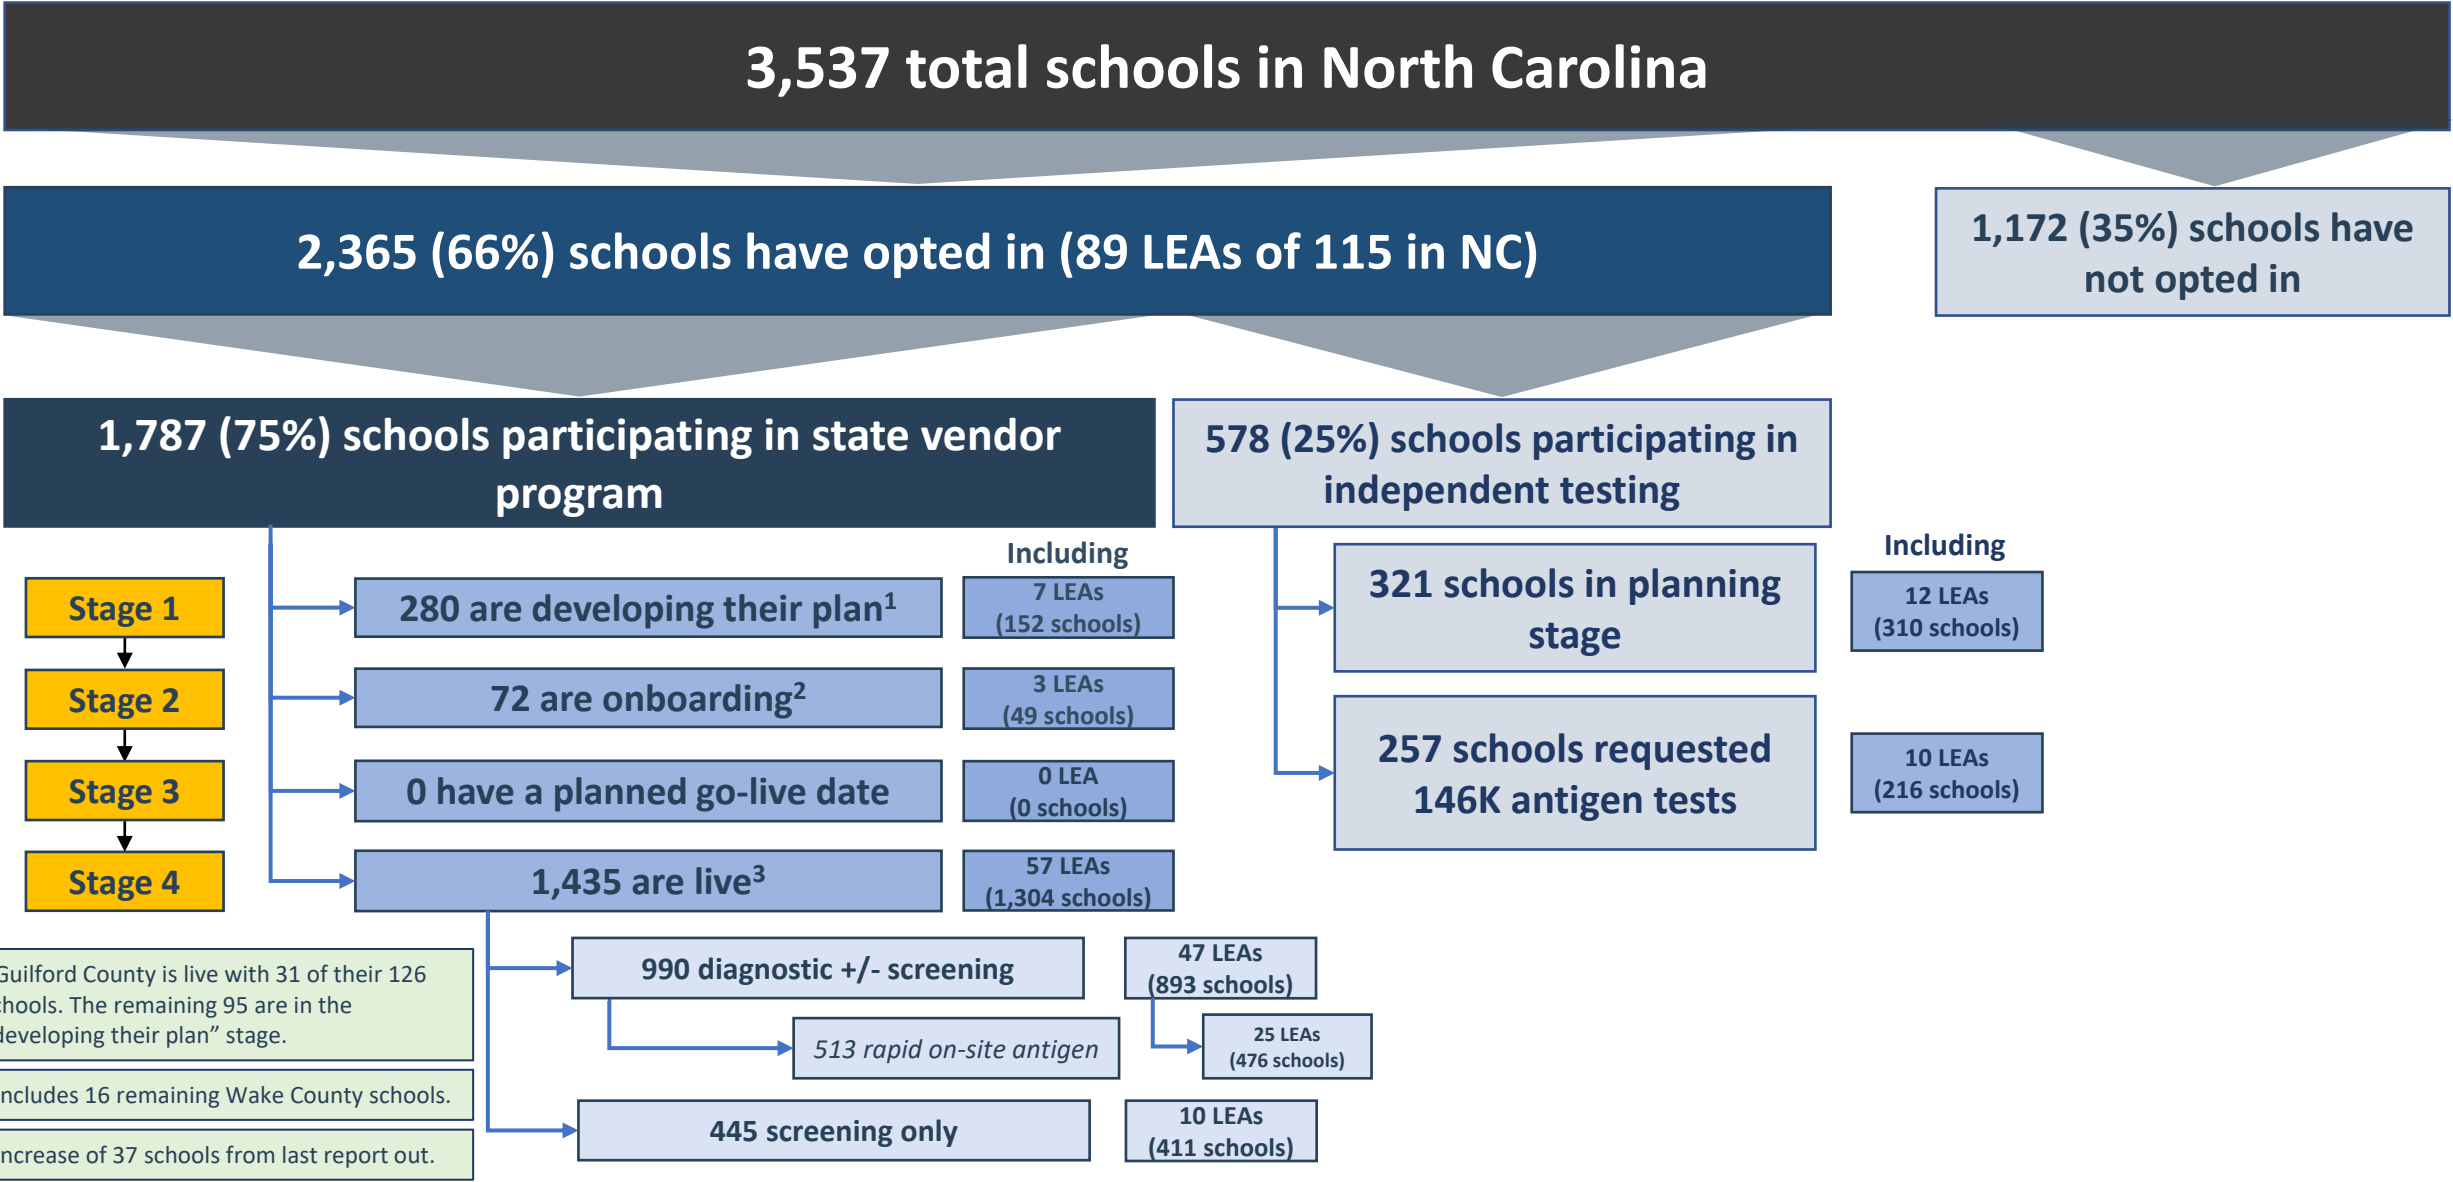 3,537 total schools in North Carolina
2,365 (66%) schools have opted in (89 LEAs of 115 in NC)
1,172 (35%) schools have
not opted in
1,787 (75%) schools participating in state vendor
program
578 (25%) schools participating in
independent testing
Including
Stage 1
280 are developing their plan¹
7 LEAs
(152 schools)
Stage 2
72 are onboarding²
3 LEAs
(49 schools)
Stage 3
0 have a planned go-live date
0 LEA
(0 schools)
Stage 4
1,435 are live³
57 LEAs
(1,304 schools)
Including
321 schools in planning
stage
12 LEAs
(310 schools)
257 schools requested
146K antigen tests
10 LEAs
(216 schools)
990 diagnostic +/- screening
47 LEAs
(893 schools)
513 rapid on-site antigen
25 LEAs
(476 schools)
445 screening only
10 LEAs
(411 schools)
Guilford County is live with 31 of their 126
chools. The remaining 95 are in the
developing their plan” stage.
ncludes 16 remaining Wake County schools.
ncrease of 37 schools from last report out.